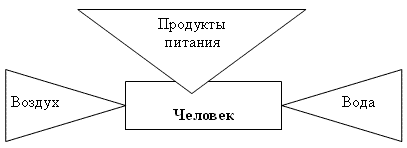 Продукты
питания
Воздух
Человек
Вода